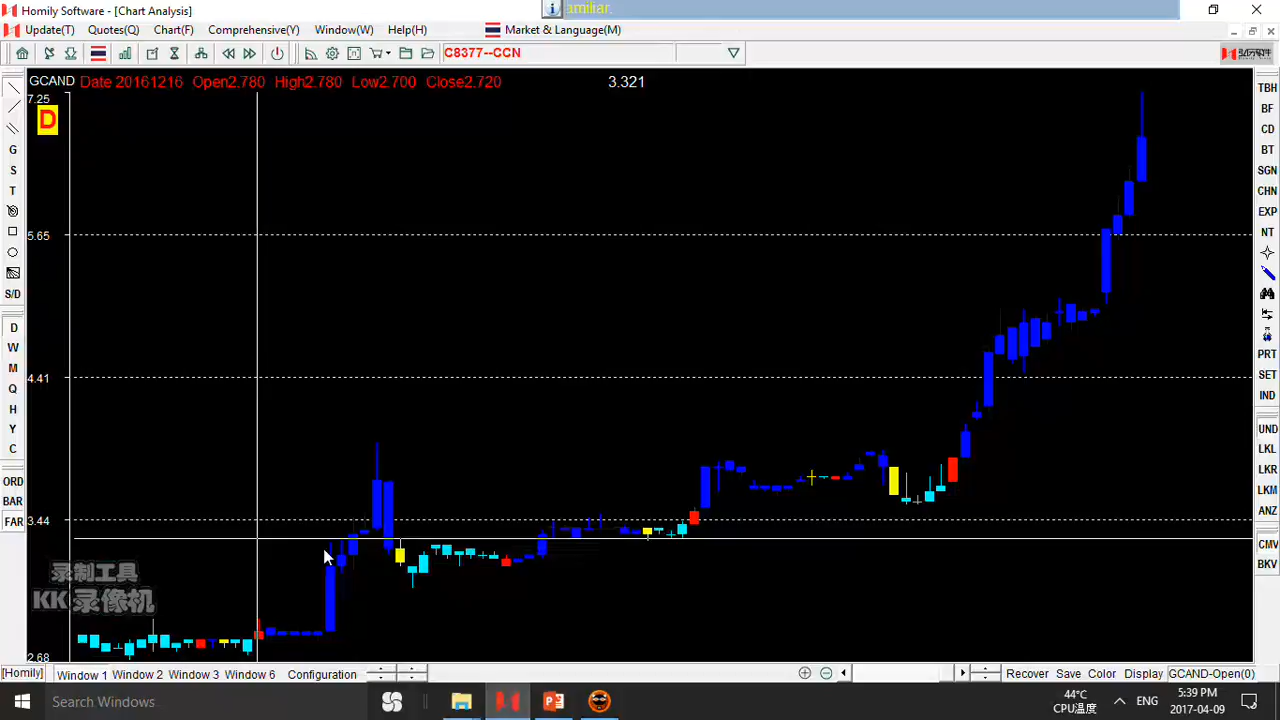 Homily Software - [Chart Analysis]
amiliar.
Update(T) Quotes(Q) Chart(F) Comprehensive(Y) Window(W) Help(H) Market & Language(M)
C8377--CCN
GCAND Date 20161216 Open2.780 High2.780 Low2.700 Close2.720 3.321
7.25
D
5.65
4.41
3.44
2.68
G
S
T
S/D
D
W
M
Q
H
Y
C
ORD
BAR
FAR
TBH
BF
CD
BT
SGN
CHN
EXP
NT
PRT
SET
IND
UND
LKL
LKR
LKM
ANZ
CMV
BKV
录制工具
KK 录像机
[Homily] Window 1 Window 2 Window 3 Window 6 Configuration Recover Save Color Display GCAND-Open(0)
Search Windows
44°C
CPU温度
ENG
5:39 PM
2017-04-09